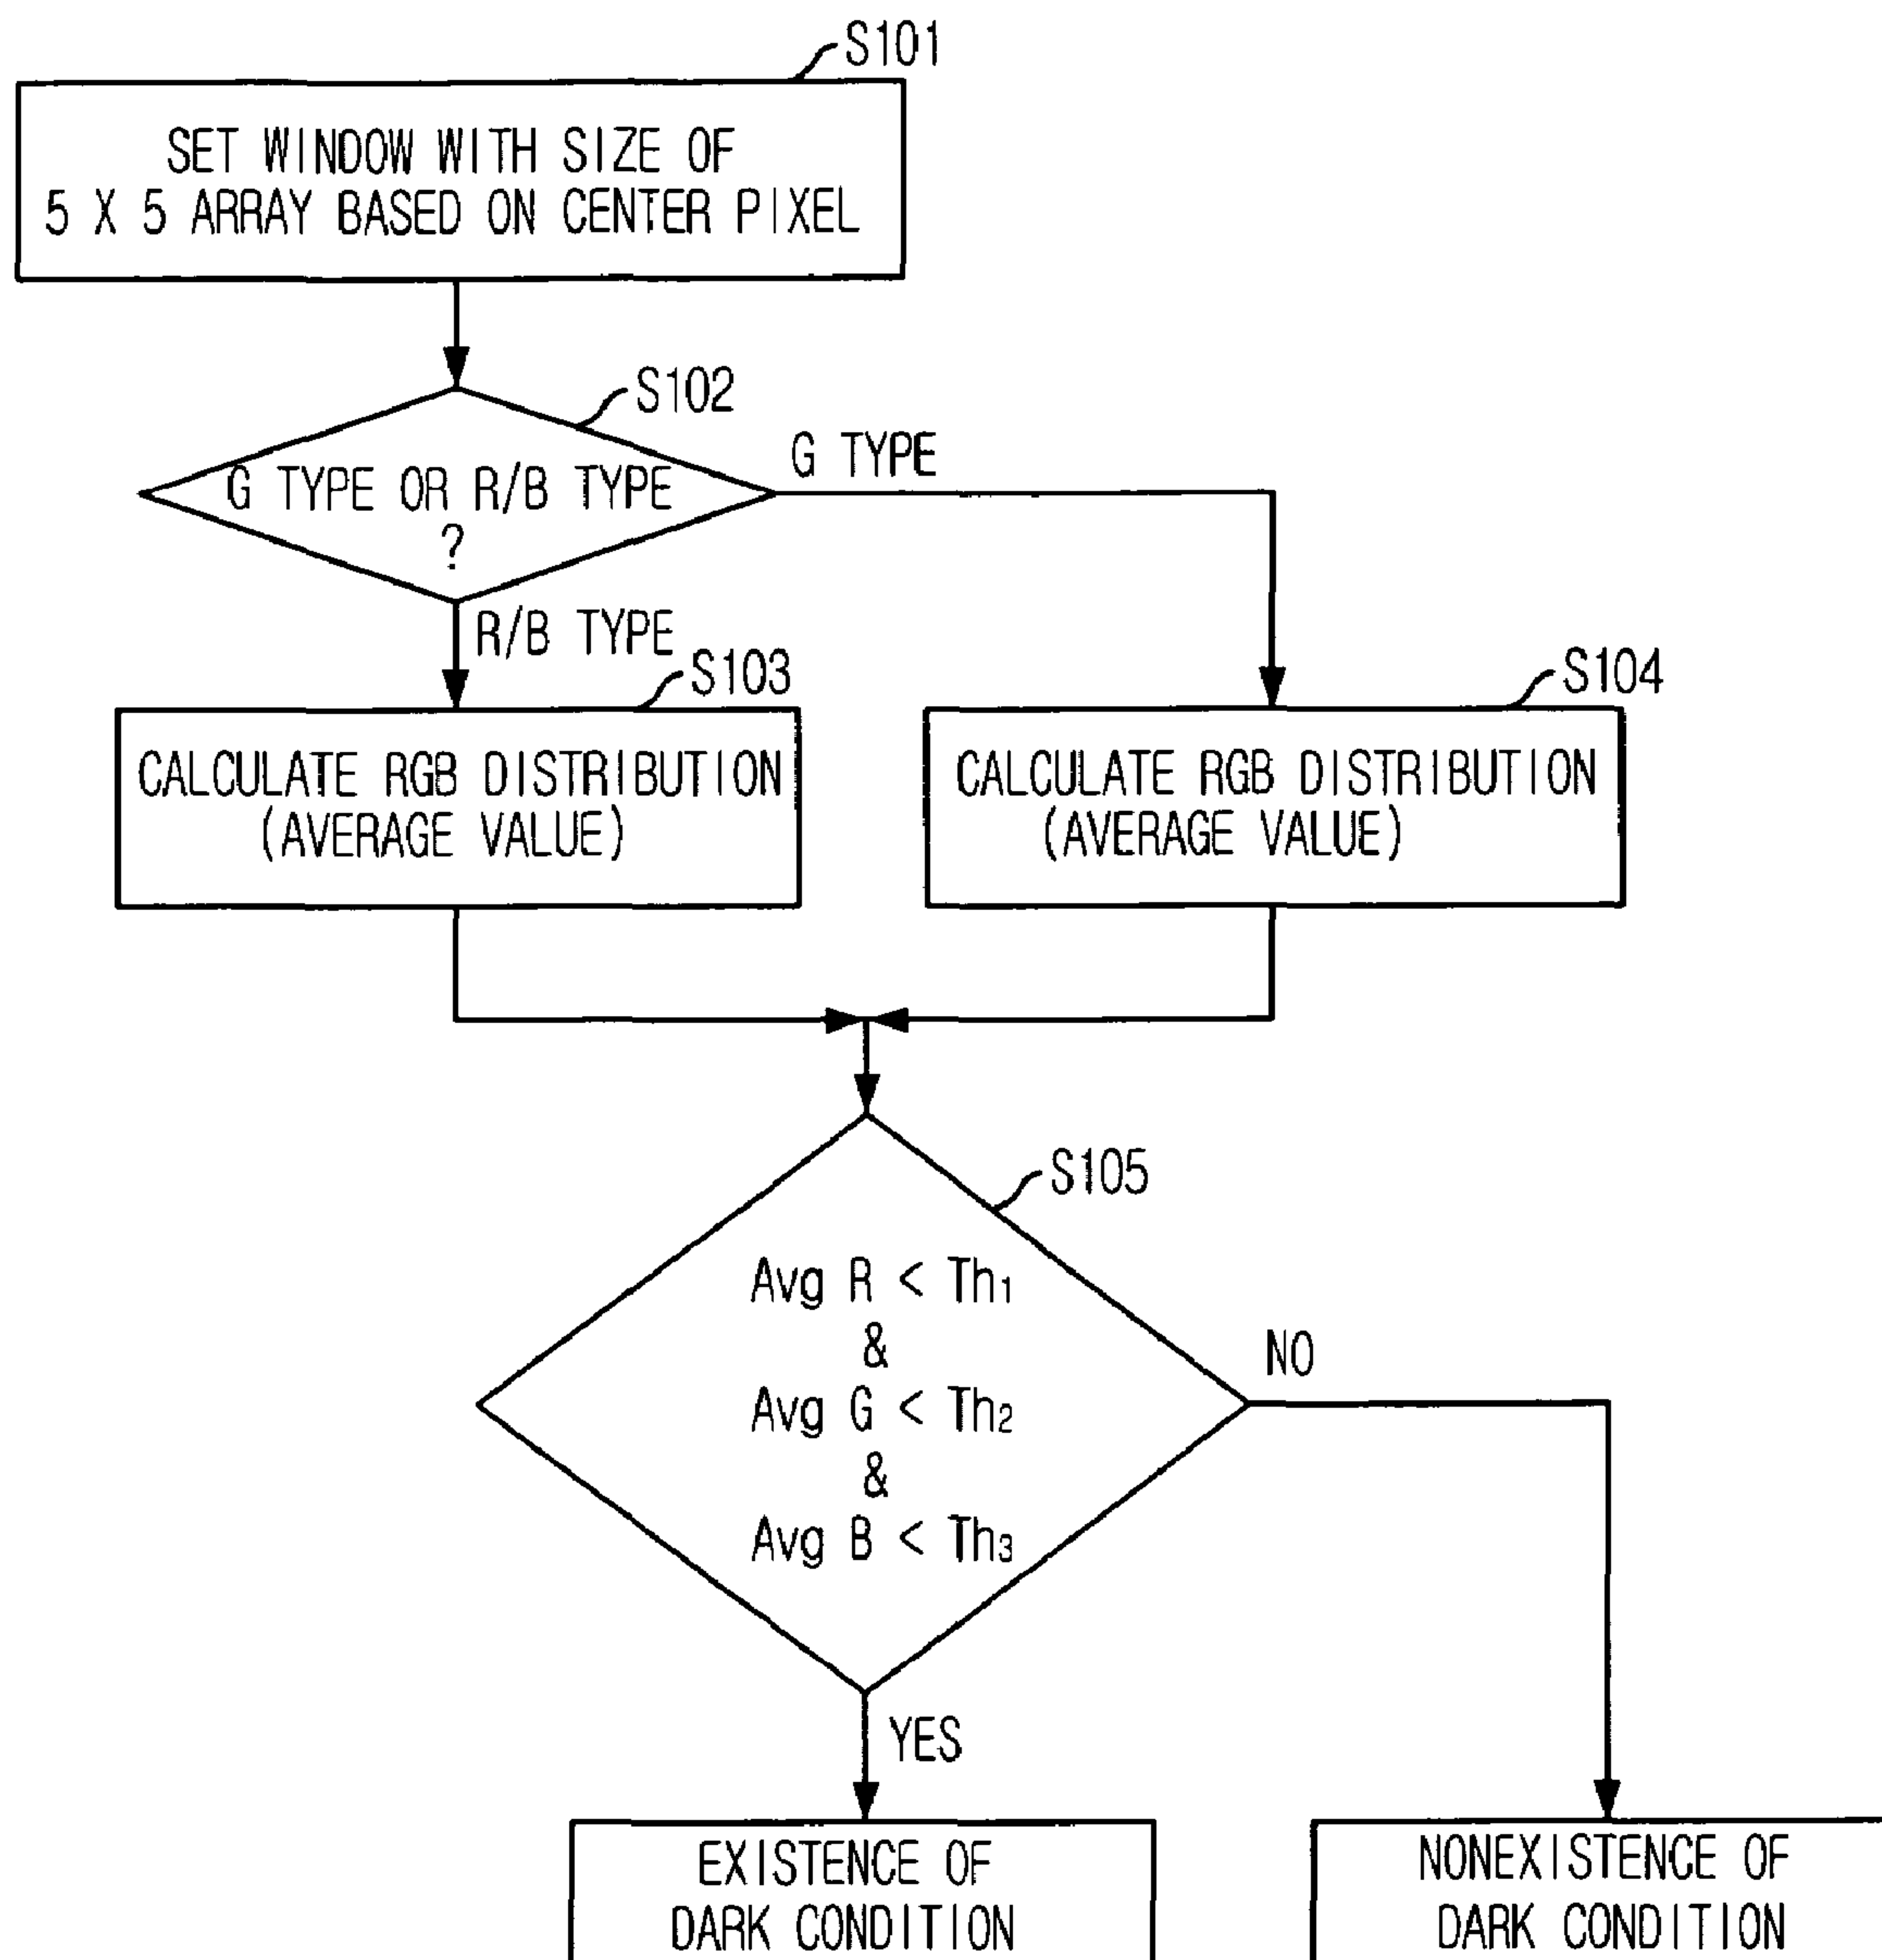 S101
SET WINDOW WITH SIZE OF
5 X 5 ARRAY BASED ON CENTER PIXEL
S102
G TYPE
G TYPE OR R/B TYPE
?
R/B TYPE
S103
S104
CALCULATE RGB DISTRIBUTION
(AVERAGE VALUE)
CALCULATE RGB DISTRIBUTION
(AVERAGE VALUE)
S105
Avg R < Th₁
&
Avg G < Th₂
&
Avg B < Th₃
NO
YES
EXISTENCE OF
DARK CONDITION
NONEXISTENCE OF
DARK CONDITION